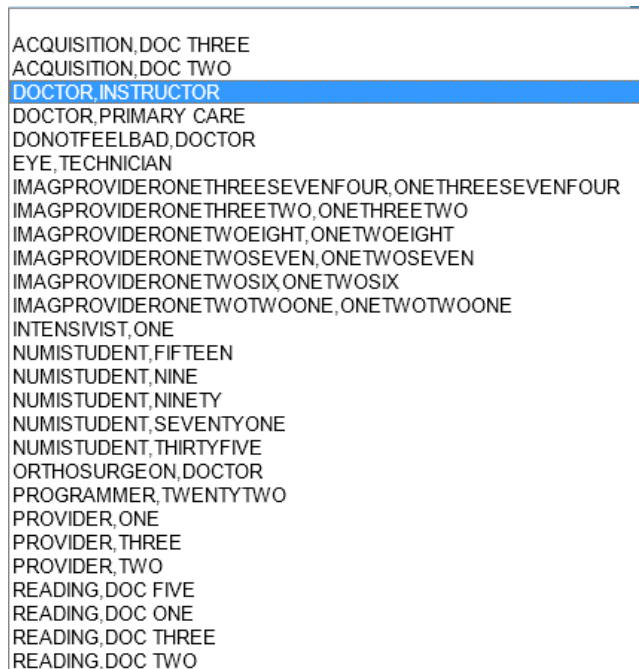 ACQUISITION,DOC THREE
ACQUISITION,DOC TWO
DOCTOR,INSTRUCTOR
DOCTOR,PRIMARY CARE
DONOTFEELBAD,DOCTOR
EYE,TECHNICIAN
IMAGPROVIDERONETHREESEVENFOUR,ONETHREESEVENFOUR
IMAGPROVIDERONETHREETWO,ONETHREETWO
IMAGPROVIDERONETWOEIGHT,ONETWOEIGHT
IMAGPROVIDERONETWOSEVEN,ONETWOSEVEN
IMAGPROVIDERONETWOSIX,ONETWOSIX
IMAGPROVIDERONETWOTWOONE,ONETWOTWOONE
INTENSIVIST,ONE
NUMISTUDENT,FIFTEEN
NUMISTUDENT,NINE
NUMISTUDENT,NINETY
NUMISTUDENT,SEVENTYONE
NUMISTUDENT,THIRTYFIVE
ORTHOSURGEON,DOCTOR
PROGRAMMER,TWENTYTWO
PROVIDER,ONE
PROVIDER,THREE
PROVIDER,TWO
READING,DOC FIVE
READING,DOC ONE
READING,DOC THREE
READING,DOC TWO